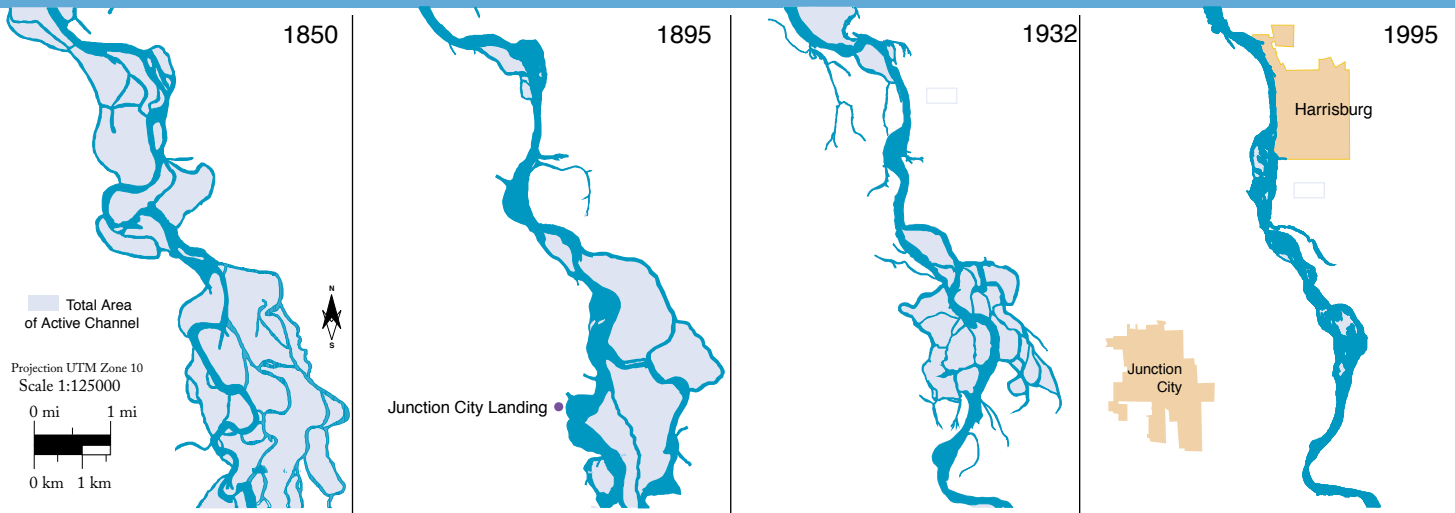 1850
1895
1932
1995
Harrisburg
Total Area
of Active Channel
N
S
Projection UTM Zone 10
Scale 1:125000
0 mi 1 mi
0 km 1 km
Junction City Landing
Junction
City